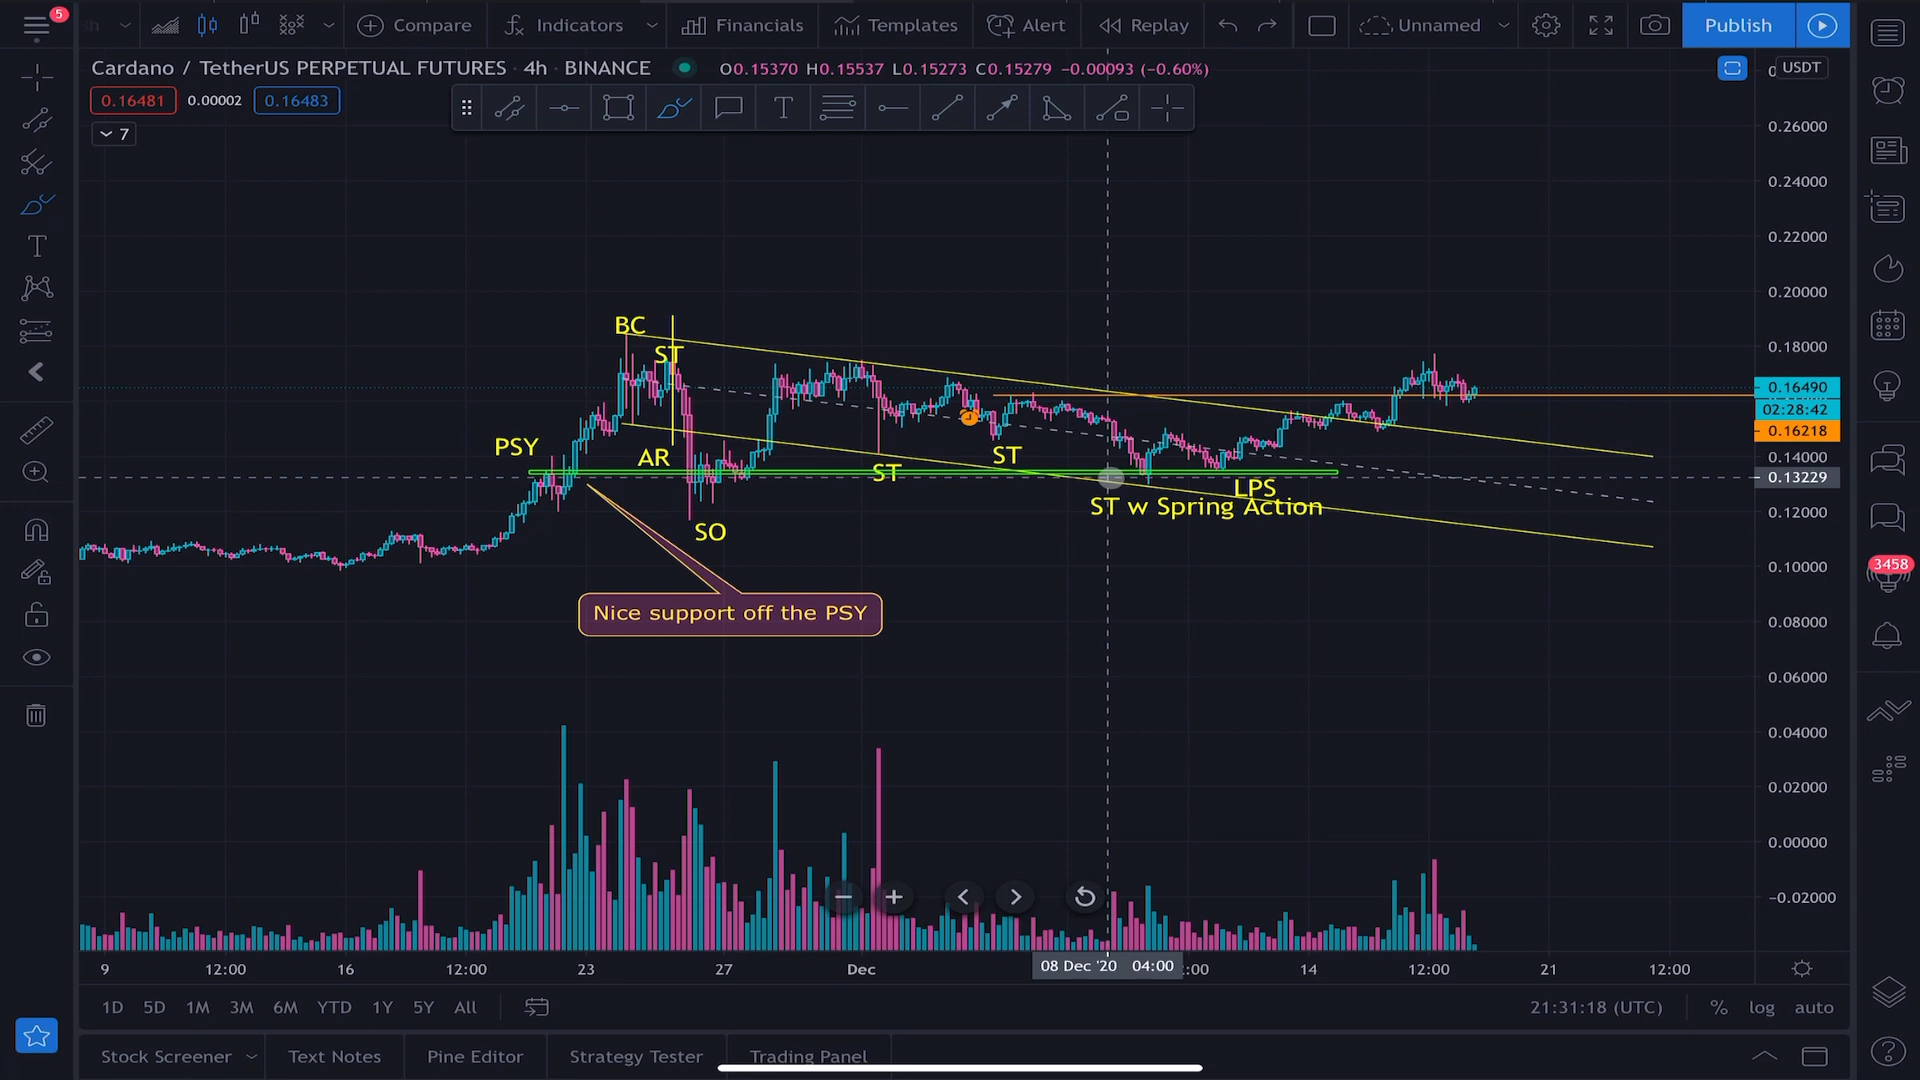 5
h
Compare
Indicators
Financials
Templates
Alert
Replay
Unnamed
Publish
Cardano / TetherUS PERPETUAL FUTURES · 4h · BINANCE
O0.15370 H0.15537 L0.15273 C0.15279 −0.00093 (−0.60%)
USDT
0.16481 0.00002 0.16483
7
0.26000
0.24000
0.22000
0.20000
0.18000
0.16490
02:28:42
0.16218
0.14000
0.13229
0.12000
0.10000
0.08000
0.06000
0.04000
0.02000
0.00000
−0.02000
BC
ST
PSY
AR
ST
ST
LPS
ST w Spring Action
SO
Nice support off the PSY
3458
9 12:00 16 12:00 23 27 Dec 08 Dec '20 04:00 :00 14 12:00 21 12:00
1D 5D 1M 3M 6M YTD 1Y 5Y All
21:31:18 (UTC) % log auto
Stock Screener Text Notes Pine Editor Strategy Tester Trading Panel